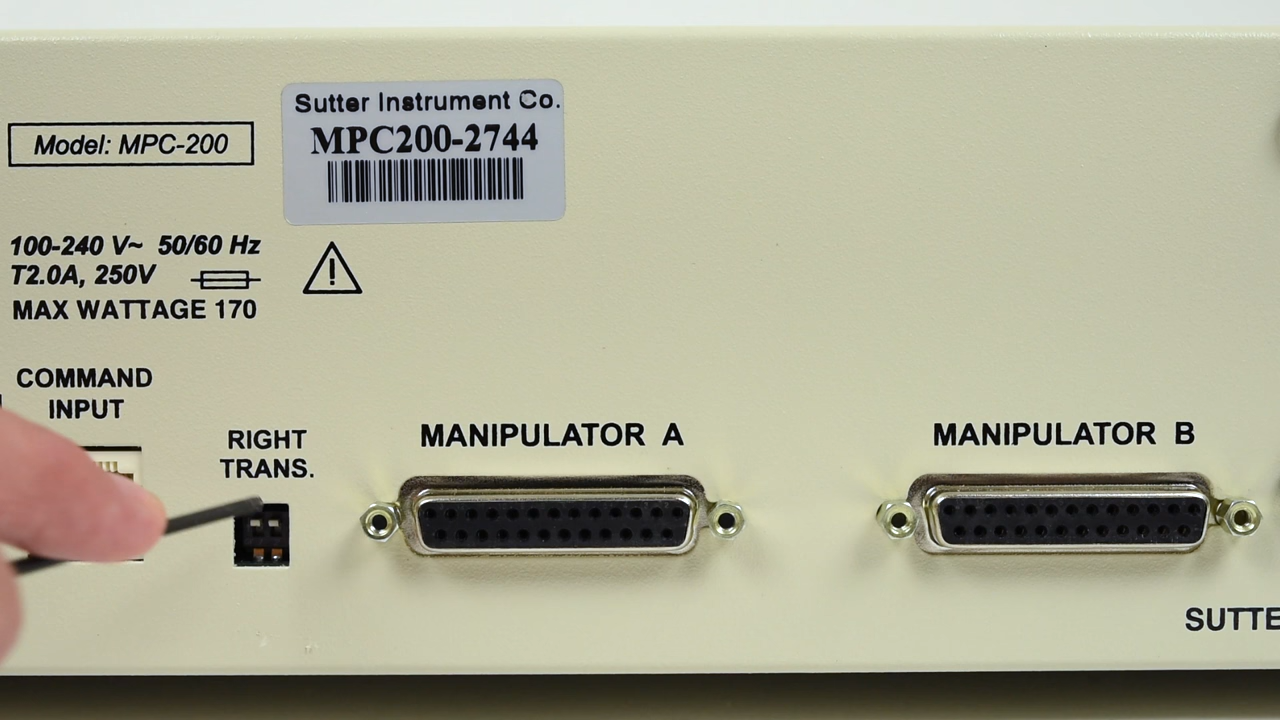 Sutter Instrument Co.
MPC200-2744
Model: MPC-200
100-240 V~ 50/60 Hz
T2.0A, 250V
MAX WATTAGE 170
COMMAND
INPUT
RIGHT
TRANS.
MANIPULATOR A
MANIPULATOR B
SUTTE